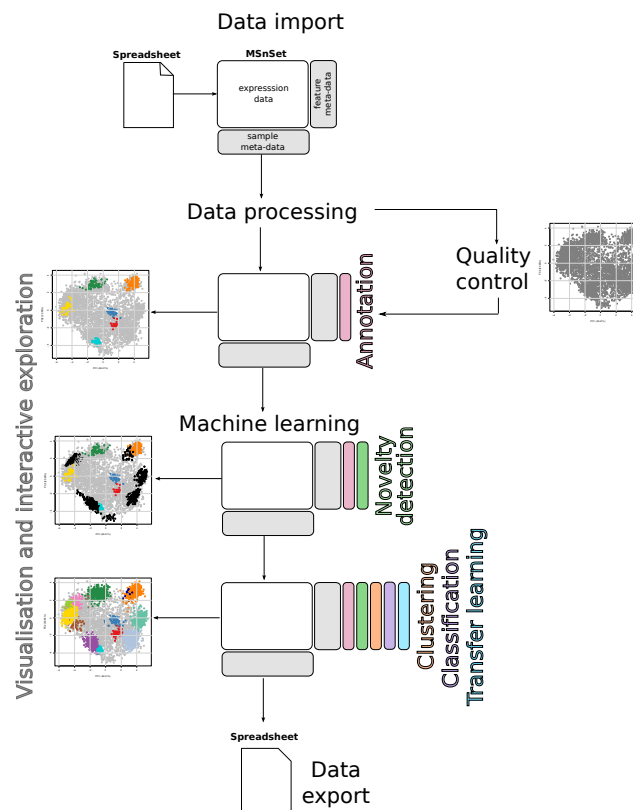 Data import
Spreadsheet
MSnSet
expresssion
data
feature
meta-data
sample
meta-data
Data processing
Quality
control
Annotation
Visualisation and interactive exploration
Machine learning
Novelty
detection
Clustering
Classification
Transfer learning
Spreadsheet
Data
export